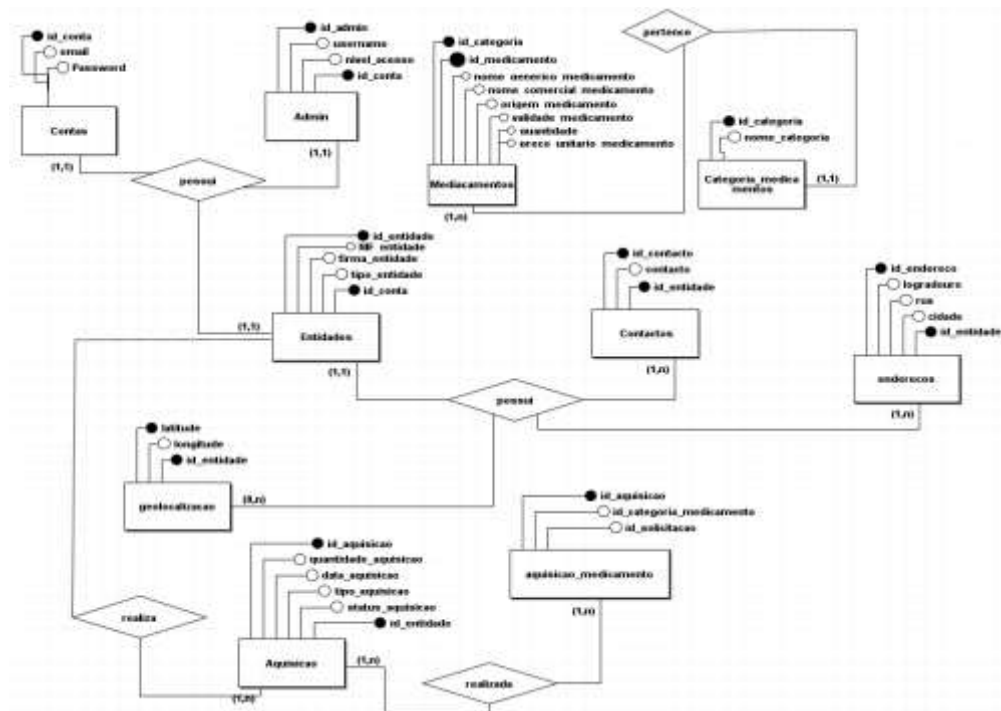 id_conta
email
Password
Contas
(1,1)
id_admin
username
nivel_acesso
id_conta
Admin
(1,1)
possui
id_categoria
id_medicamento
nome generico medicamento
nome comercial medicamento
origem medicamento
validade medicamento
quantidade
preco unitario medicamento
Mediacamentos
(1,n)
pertence
id_categoria
nome_categoria
Categoria_medica
mentos
(1,1)
id_entidade
NIF_entidade
firma_entidade
tipo_entidade
id_conta
(1,1)
Entidades
(1,1)
id_contacto
contacto
id_entidade
Contactos
(1,n)
id_endereco
logradouro
rua
cidade
id_entidade
enderecos
(1,n)
possui
latitude
longitude
id_entidade
geolocalizacao
(0,n)
id_aquisicao
id_categoria_medicamento
id_solisitacao
aquisicao_medicamento
(1,n)
id_aquisicao
quantidade_aquisicao
data_aquisicao
tipo_aquisicao
status_aquisicao
id_entidade
Aquisicao
(1,n)
(1,n)
realiza
realizada